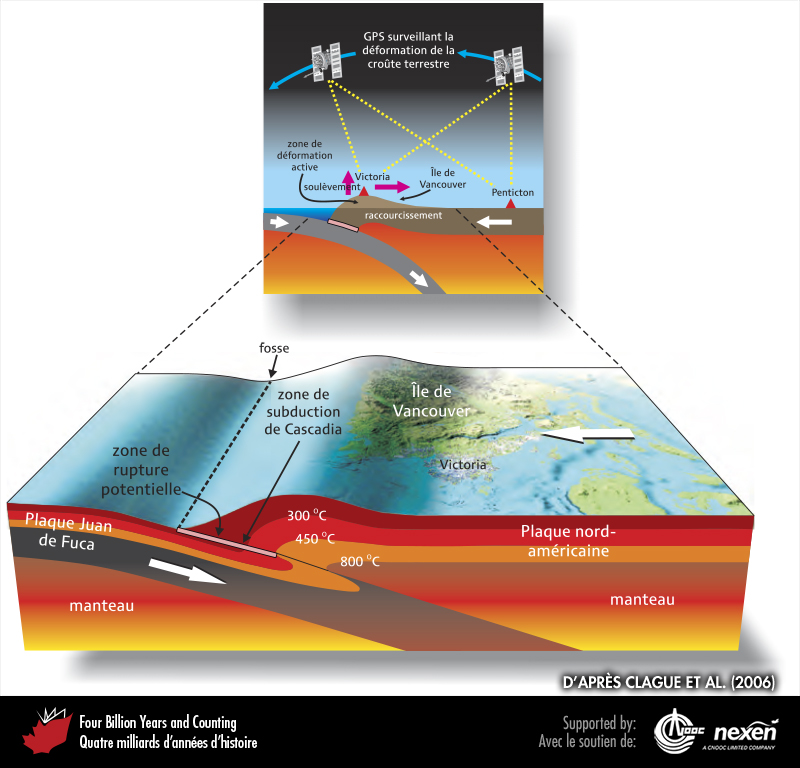 GPS surveillant la
déformation de la
croûte terrestre
zone de
déformation
active
soulèvement
Victoria
Île de
Vancouver
Penticton
raccourcissement
fosse
zone de
subduction
de Cascadia
Île de
Vancouver
zone de
rupture
potentielle
Victoria
300 °C
450 °C
800 °C
Plaque Juan
de Fuca
Plaque nord-
américaine
manteau
manteau
D'APRÈS CLAGUE ET AL. (2006)
Four Billion Years and Counting
Quatre milliards d'années d'histoire
Supported by:
Avec le soutien de:
CNOOC
nexen
A CNOOC LIMITED COMPANY